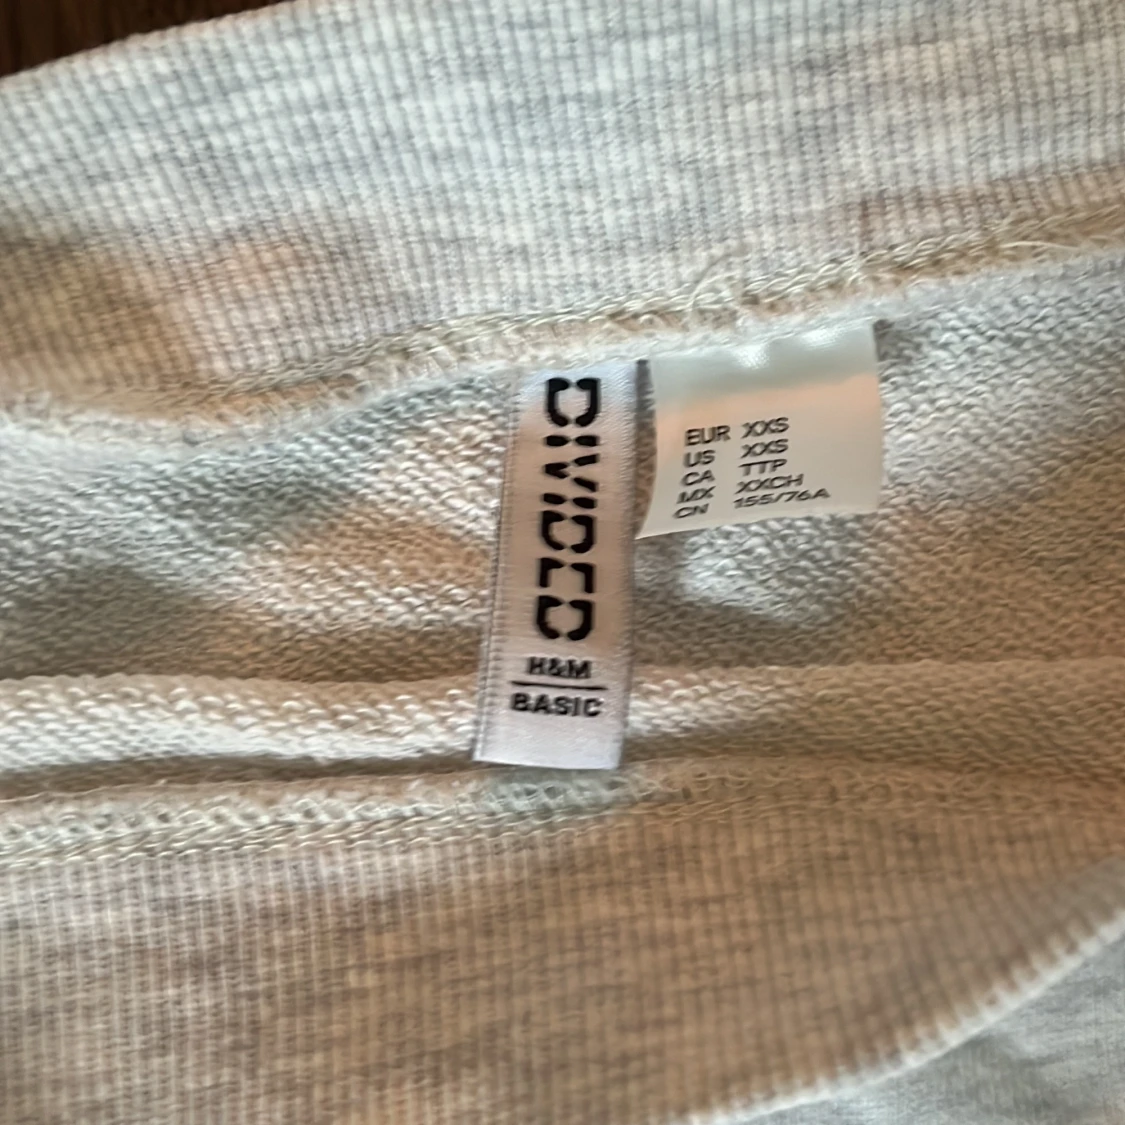 DIVIDED
H&M
BASIC
EUR XXS
US XXS
CA TTP
MX XXCH
CN 155/76A